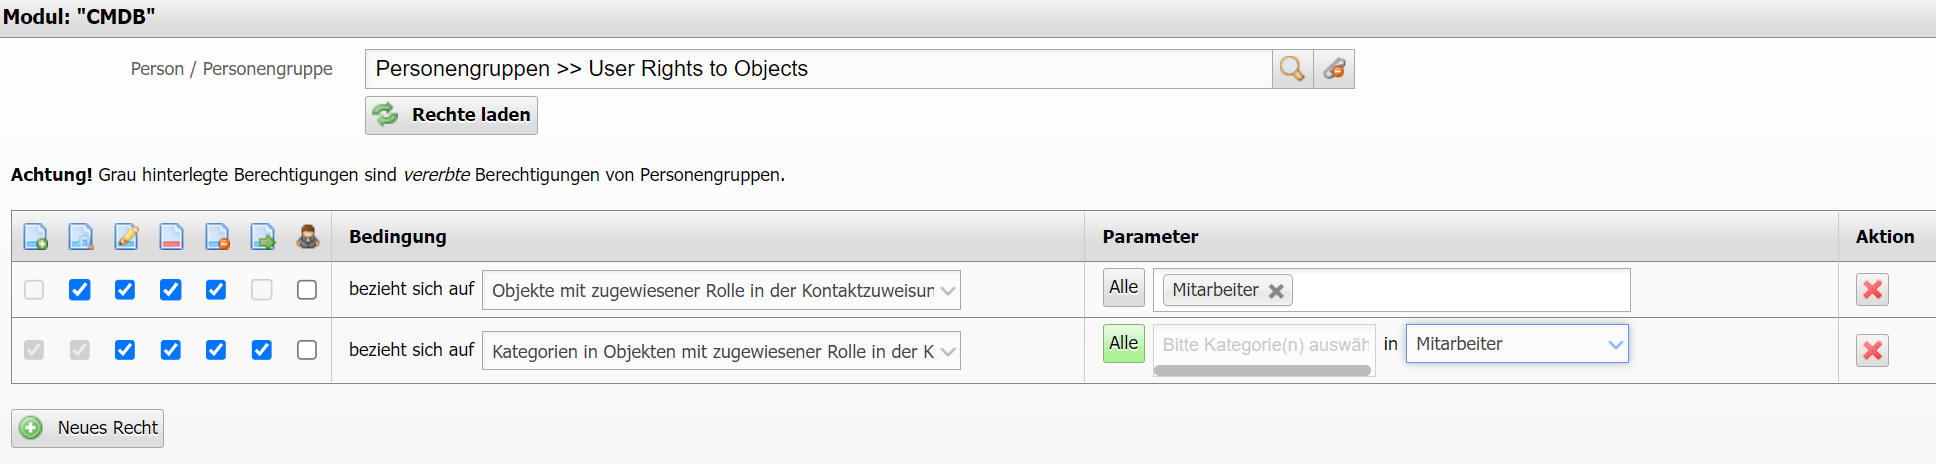 Modul: "CMDB"
Person / Personengruppe
Personengruppen >> User Rights to Objects
Rechte laden
Achtung! Grau hinterlegte Berechtigungen sind vererbte Berechtigungen von Personengruppen.
Bedingung Parameter Aktion
bezieht sich auf Objekte mit zugewiesener Rolle in der Kontaktzuweisun Alle Mitarbeiter
bezieht sich auf Kategorien in Objekten mit zugewiesener Rolle in der K Alle Bitte Kategorie(n) auswäh in Mitarbeiter
Neues Recht